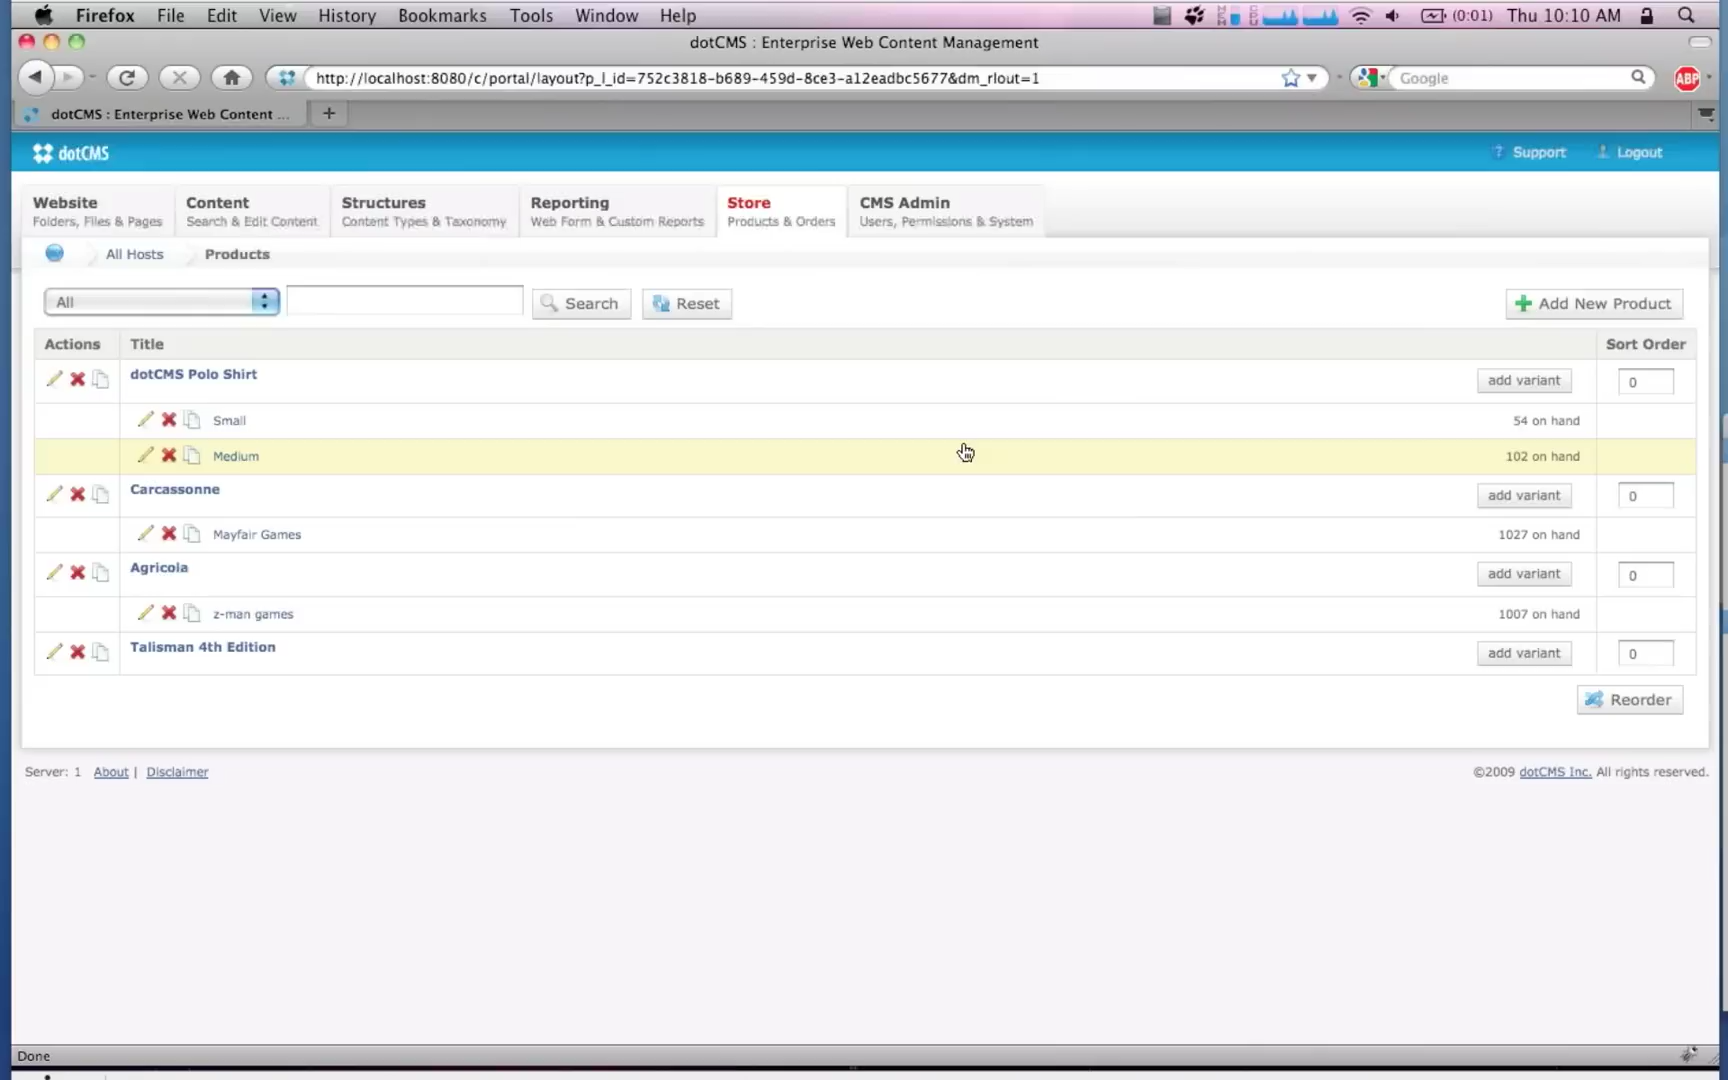 Firefox File Edit View History Bookmarks Tools Window Help (0:01) Thu 10:10 AM
dotCMS : Enterprise Web Content Management
http://localhost:8080/c/portal/layout?p_l_id=752c3818-b689-459d-8ce3-a12eadbc5677&dm_rlout=1 Google ABP
dotCMS : Enterprise Web Content ... +
dotCMS ? Support Logout
Website Content Structures Reporting Store CMS Admin
Folders, Files & Pages Search & Edit Content Content Types & Taxonomy Web Form & Custom Reports Products & Orders Users, Permissions & System
All Hosts Products
All Search Reset Add New Product
Actions Title Sort Order
dotCMS Polo Shirt add variant 0
Small 54 on hand
Medium 102 on hand
Carcassonne add variant 0
Mayfair Games 1027 on hand
Agricola add variant 0
z-man games 1007 on hand
Talisman 4th Edition add variant 0
Reorder
Server: 1 About | Disclaimer ©2009 dotCMS Inc. All rights reserved.
Done